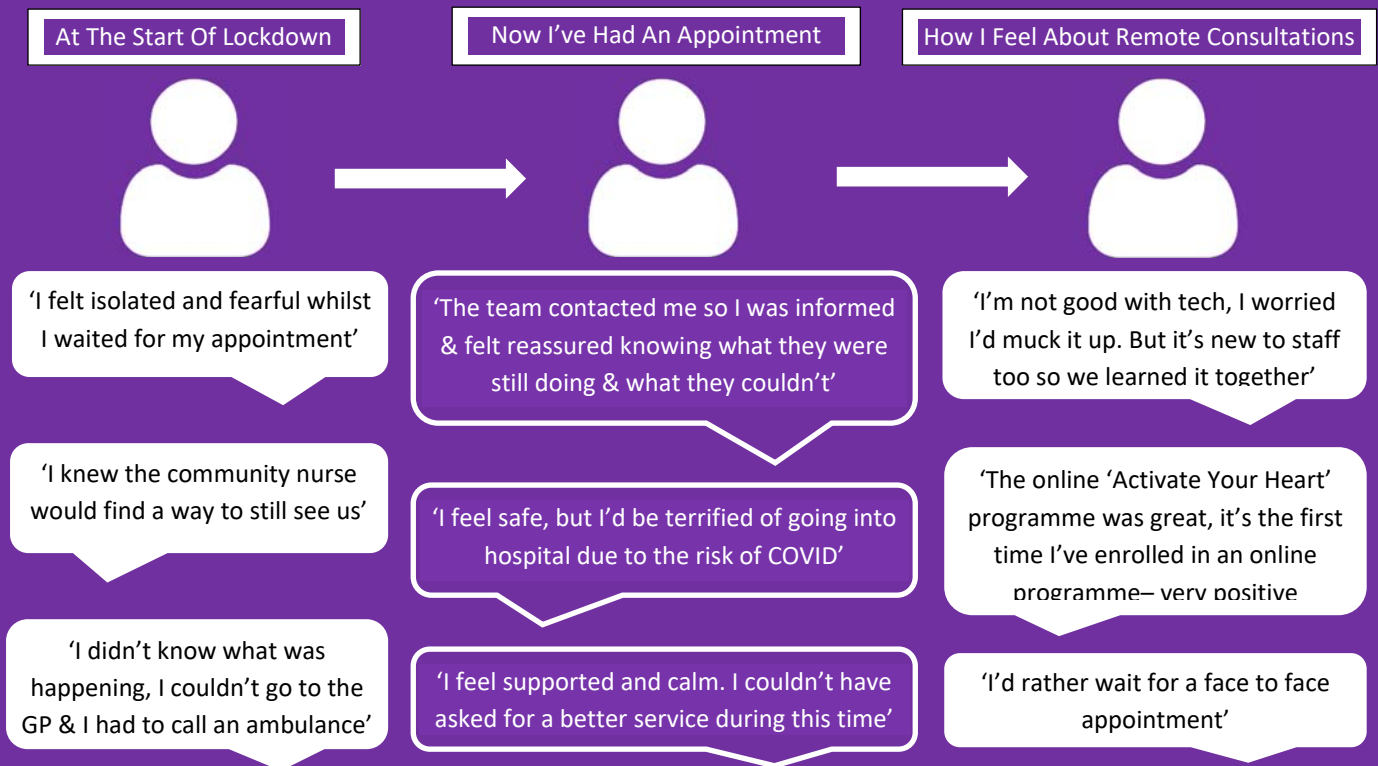 At The Start Of Lockdown
Now I've Had An Appointment
How I Feel About Remote Consultations
‘I felt isolated and fearful whilst
I waited for my appointment’
‘I knew the community nurse
would find a way to still see us’
‘I didn’t know what was
happening, I couldn’t go to the
GP & I had to call an ambulance’
‘The team contacted me so I was informed
& felt reassured knowing what they were
still doing & what they couldn’t’
‘I feel safe, but I’d be terrified of going into
hospital due to the risk of COVID’
‘I feel supported and calm. I couldn’t have
asked for a better service during this time’
‘I’m not good with tech, I worried
I’d muck it up. But it’s new to staff
too so we learned it together’
‘The online ‘Activate Your Heart’
programme was great, it’s the first
time I’ve enrolled in an online
programme– very positive
‘I’d rather wait for a face to face
appointment’